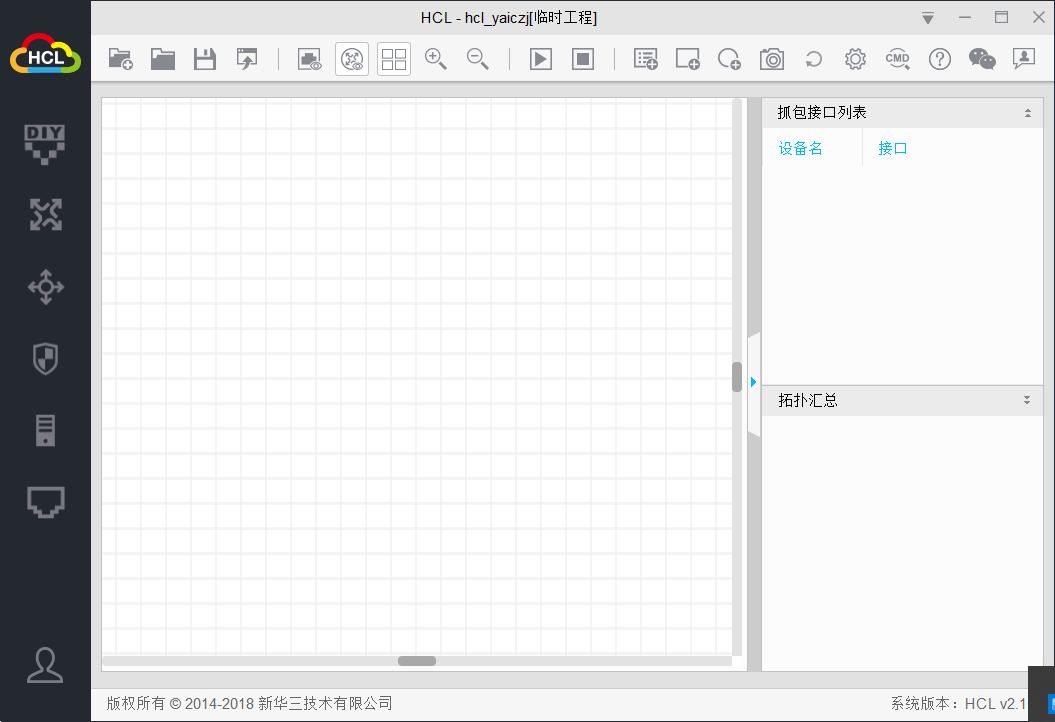 HCL - hcl_yaiczj[临时工程]
HCL
CMD
DIY
抓包接口列表
设备名 接口
拓扑汇总
版权所有 © 2014-2018 新华三技术有限公司
系统版本：HCL v2.1